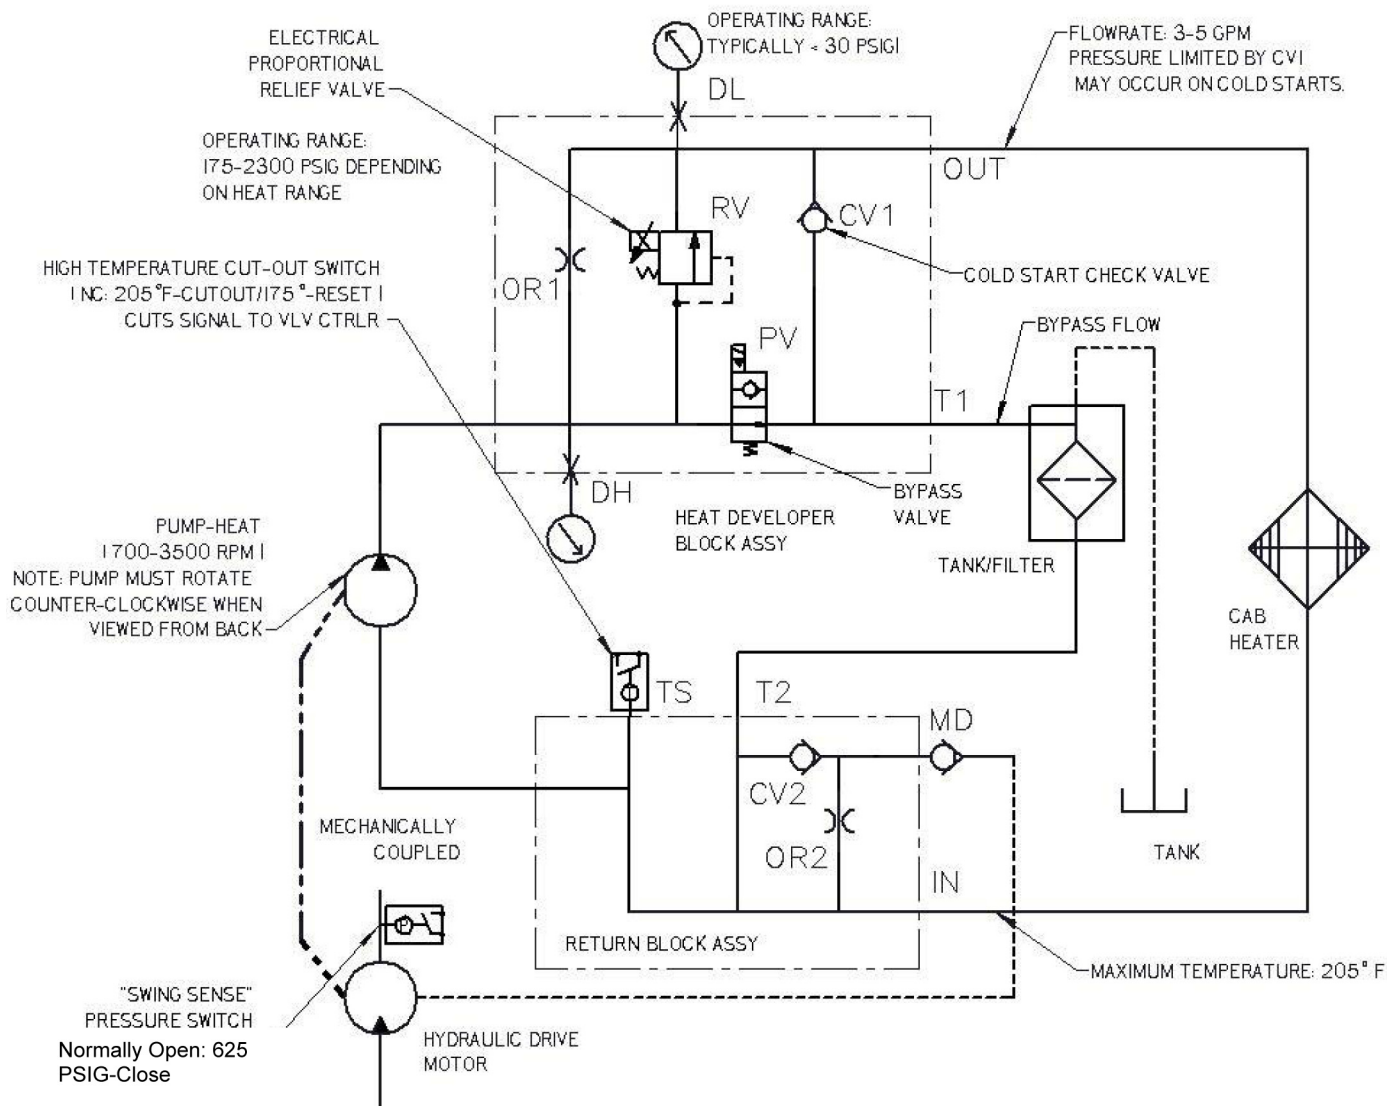 OPERATING RANGE:
TYPICALLY < 30 PSIG|
FLOWRATE: 3-5 GPM
PRESSURE LIMITED BY CV1
MAY OCCUR ON COLD STARTS.
ELECTRICAL
PROPORTIONAL
RELIEF VALVE
DL
OPERATING RANGE:
175-2300 PSIG DEPENDING
ON HEAT RANGE
OUT
RV
CV1
HIGH TEMPERATURE CUT-OUT SWITCH
| NC: 205°F-CUTOUT/175°-RESET |
CUTS SIGNAL TO VLV CTRLR
OR1
COLD START CHECK VALVE
PV
BYPASS FLOW
T1
DH
BYPASS
VALVE
HEAT DEVELOPER
BLOCK ASSY
PUMP-HEAT
| 700-3500 RPM |
NOTE: PUMP MUST ROTATE
COUNTER-CLOCKWISE WHEN
VIEWED FROM BACK
TANK/FILTER
CAB
HEATER
TS
T2
MD
CV2
MECHANICALLY
COUPLED
OR2
TANK
IN
P
RETURN BLOCK ASSY
MAXIMUM TEMPERATURE: 205° F
"SWING SENSE"
PRESSURE SWITCH
Normally Open: 625
PSIG-Close
HYDRAULIC DRIVE
MOTOR